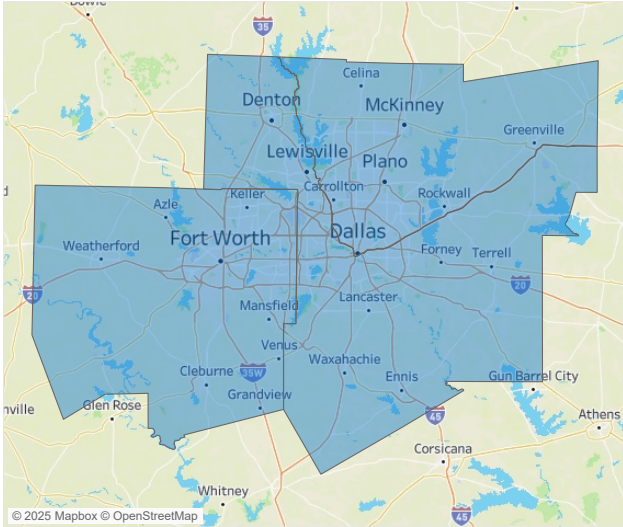 Bowie
35
Celina
Denton
McKinney
Greenville
Lewisville
Plano
Carrollton
Keller
Rockwall
Azle
Dallas
Fort Worth
Weatherford
Forney
Terrell
20
20
Lancaster
Mansfield
Venus
Waxahachie
Cleburne
35W
Ennis
Gun Barrel City
Grandview
Glen Rose
nville
45
Athens
Corsicana
Whitney
45
© 2025 Mapbox © OpenStreetMap